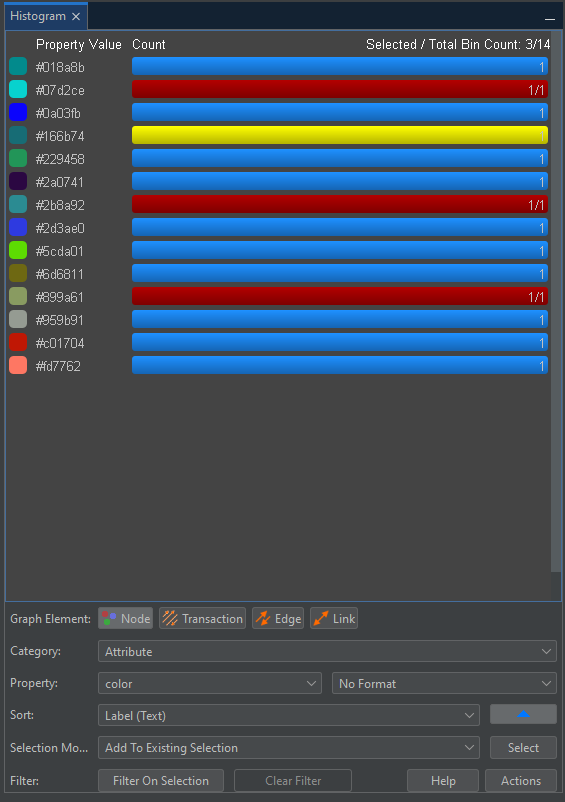 Histogram
Property Value Count Selected / Total Bin Count: 3/14
#018a8b 1
#07d2ce 1/1
#0a03fb 1
#166b74 1
#229458 1
#2a0741 1
#2b8a92 1/1
#2d3ae0 1
#5cda01 1
#6d6811 1
#899a61 1/1
#959b91 1
#c01704 1
#fd7762 1
Graph Element: Node Transaction Edge Link
Category: Attribute
Property: color No Format
Sort: Label (Text)
Selection Mo... Add To Existing Selection Select
Filter: Filter On Selection Clear Filter Help Actions